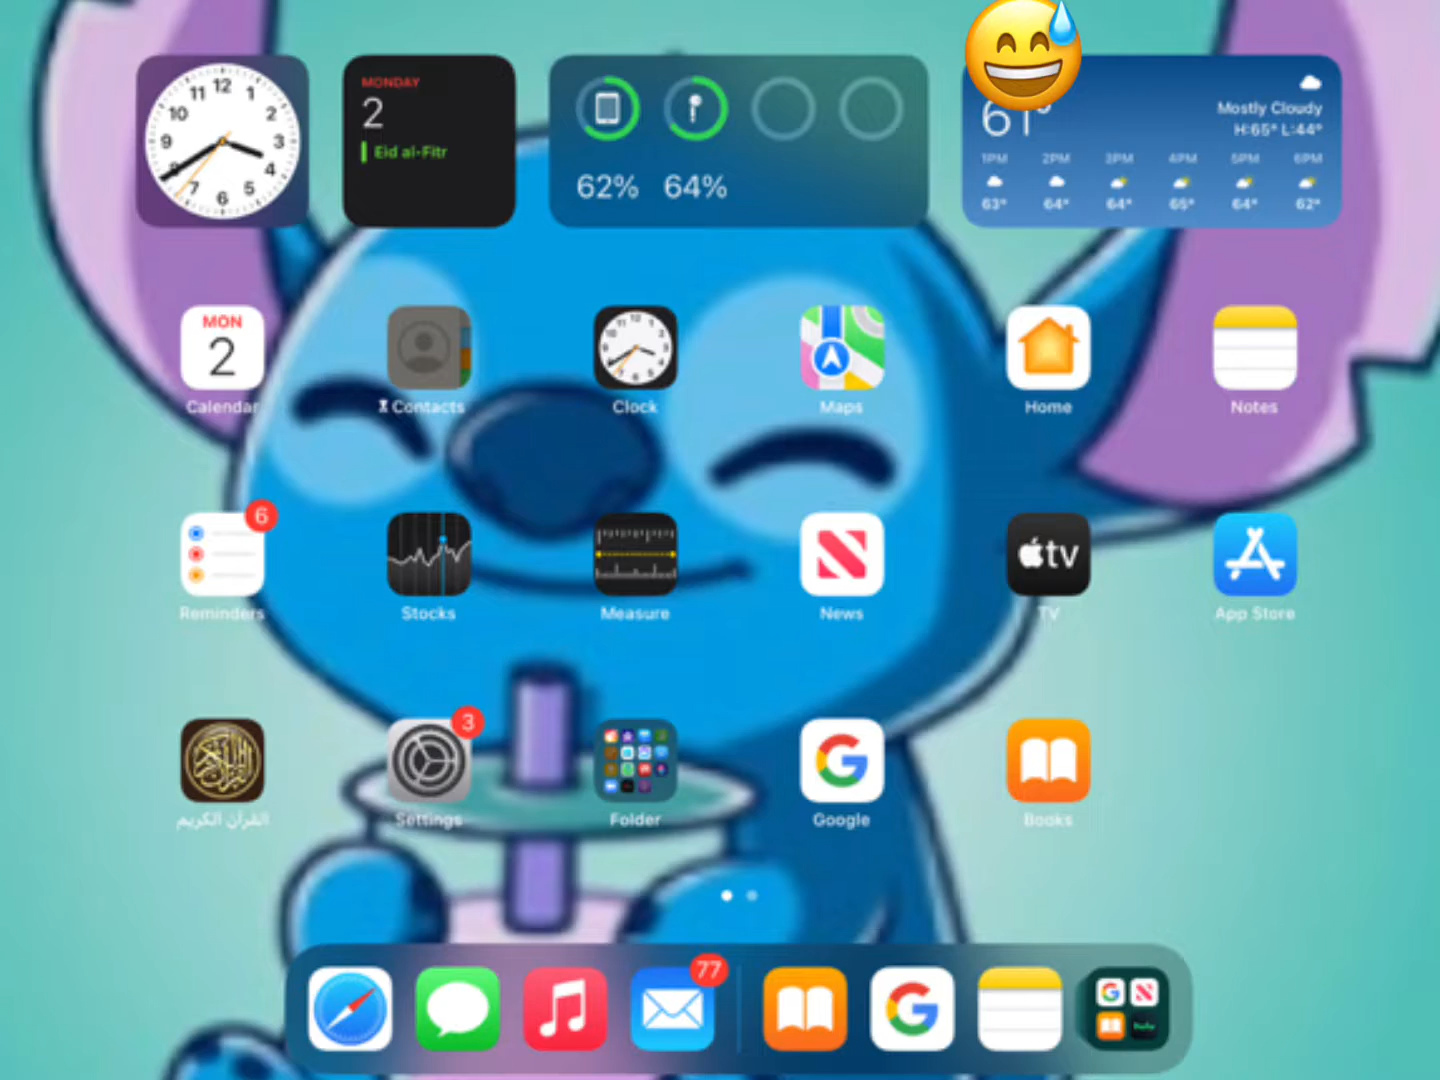 12
1
2
3
4
5
6
7
8
9
10
11
MONDAY
2
Eid al-Fitr
62% 64%
61°
Mostly Cloudy
H:65° L:44°
1PM 2PM 3PM 4PM 5PM 6PM
63° 64° 64° 65° 64° 62°
MON
2
Calendar Contacts Clock Maps Home Notes
6
tv
Reminders Stocks Measure News TV App Store
3
القرآن الكريم Settings Folder Google Books
77
hulu